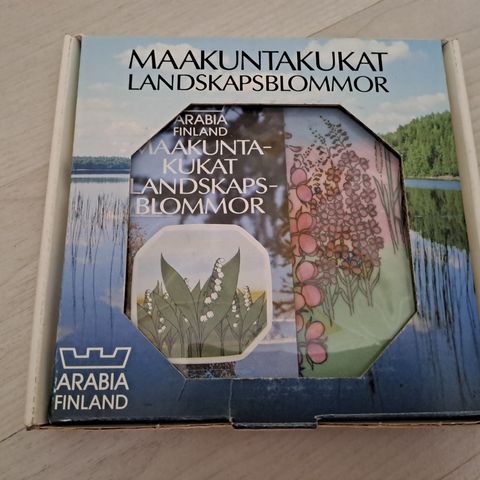 MAAKUNTAKUKAT
LANDSKAPSBLOMMOR
ARABIA
FINLAND
MAAKUNTA-
KUKAT
LANDSKAPS-
BLOMMOR
ARABIA
FINLAND